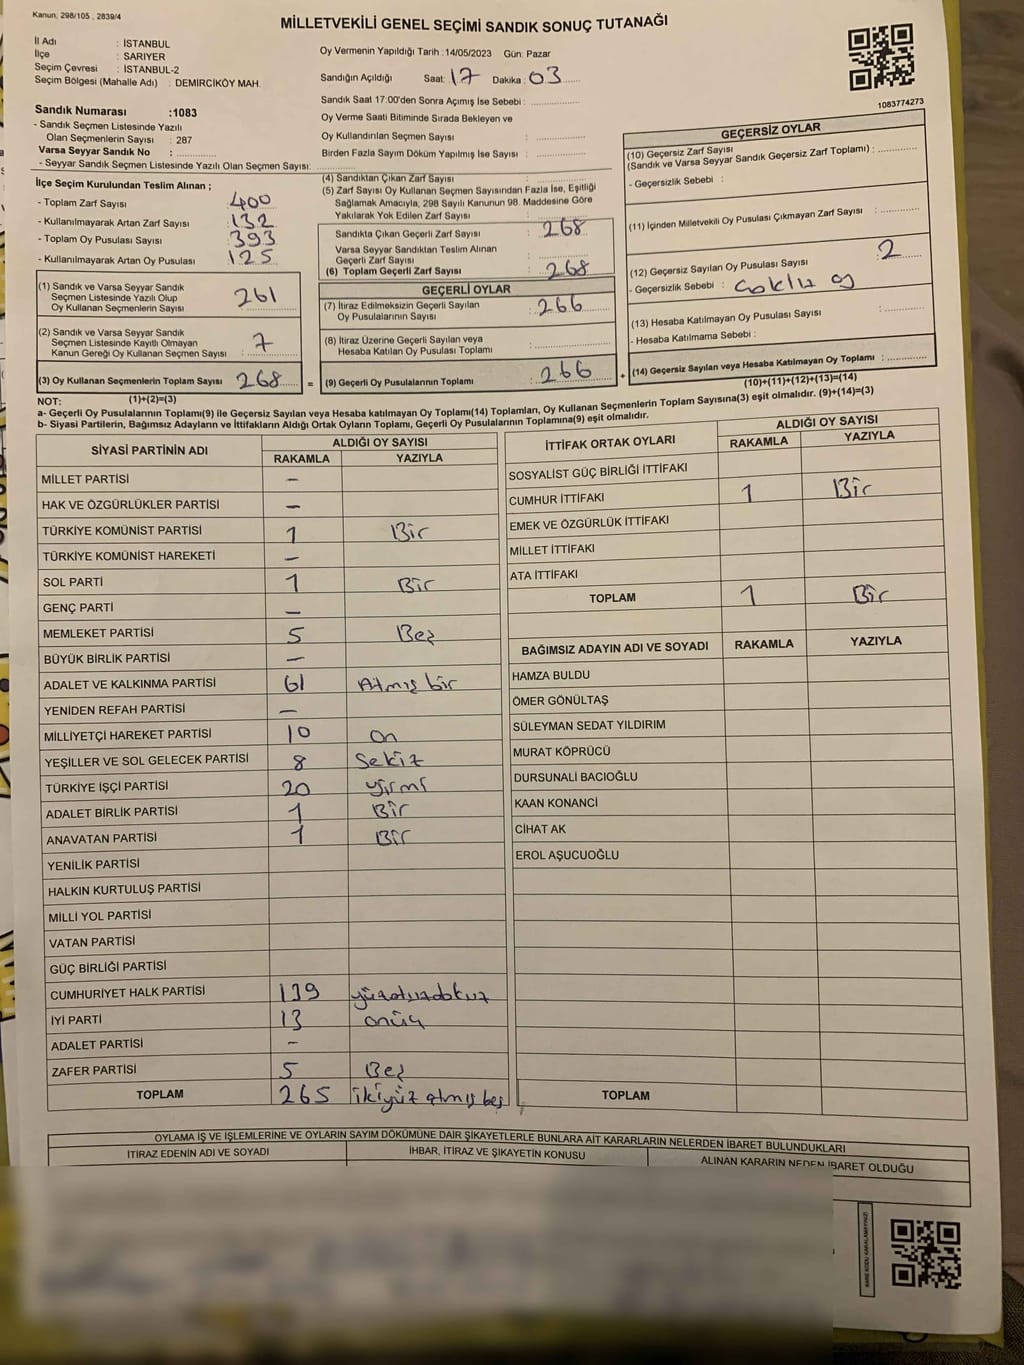 Kanun, 298/105 , 2839/4
MİLLETVEKİLİ GENEL SEÇİMİ SANDIK SONUÇ TUTANAĞI
İl Adı : İSTANBUL
İlçe : SARIYER
Seçim Çevresi : İSTANBUL-2
Seçim Bölgesi (Mahalle Adı) : DEMİRCİKÖY MAH.
Oy Vermenin Yapıldığı Tarih : 14/05/2023 Gün: Pazar
Sandığın Açıldığı Saat: 17 Dakika : 03
Sandık Saat 17:00'den Sonra Açımış İse Sebebi :
Oy Verme Saati Bitiminde Sırada Bekleyen ve
Oy Kullandırılan Seçmen Sayısı :
Birden Fazla Sayım Döküm Yapılmış İse Sayısı :
1083774273
Sandık Numarası :1083
- Sandık Seçmen Listesinde Yazılı
Olan Seçmenlerin Sayısı : 287
Varsa Seyyar Sandık No :
- Seyyar Sandık Seçmen Listesinde Yazılı Olan Seçmen Sayısı:
İlçe Seçim Kurulundan Teslim Alınan ;
- Toplam Zarf Sayısı : 400
- Kullanılmayarak Artan Zarf Sayısı : 132
- Toplam Oy Pusulası Sayısı : 393
- Kullanılmayarak Artan Oy Pusulası : 125
(1) Sandık ve Varsa Seyyar Sandık
Seçmen Listesinde Yazılı Olup
Oy Kullanan Seçmenlerin Sayısı : 261
(2) Sandık ve Varsa Seyyar Sandık
Seçmen Listesinde Kayıtlı Olmayan
Kanun Gereği Oy Kullanan Seçmen Sayısı : 7
(3) Oy Kullanan Seçmenlerin Toplam Sayısı 268 =
(1)+(2)=(3)
(4) Sandıktan Çıkan Zarf Sayısı :
(5) Zarf Sayısı Oy Kullanan Seçmen Sayısından Fazla İse, Eşitliği
Sağlamak Amacıyla, 298 Sayılı Kanunun 98. Maddesine Göre
Yakılarak Yok Edilen Zarf Sayısı :
Sandıkta Çıkan Geçerli Zarf Sayısı : 268
Varsa Seyyar Sandıktan Teslim Alınan
Geçerli Zarf Sayısı :
(6) Toplam Geçerli Zarf Sayısı : 268
GEÇERLİ OYLAR
(7) İtiraz Edilmeksizin Geçerli Sayılan
Oy Pusulalarının Sayısı : 266
(8) İtiraz Üzerine Geçerli Sayılan veya
Hesaba Katılan Oy Pusulası Toplamı :
(9) Geçerli Oy Pusulalarının Toplamı : 266 +
GEÇERSİZ OYLAR
(10) Geçersiz Zarf Sayısı
(Sandık ve Varsa Seyyar Sandık Geçersiz Zarf Toplamı) :
- Geçersizlik Sebebi :
(11) İçinden Milletvekili Oy Pusulası Çıkmayan Zarf Sayısı :
(12) Geçersiz Sayılan Oy Pusulası Sayısı : 2
- Geçersizlik Sebebi : Çoklu oy
(13) Hesaba Katılmayan Oy Pusulası Sayısı :
- Hesaba Katılmama Sebebi :
(14) Geçersiz Sayılan veya Hesaba Katılmayan Oy Toplamı :
(10)+(11)+(12)+(13)=(14)
NOT:
a- Geçerli Oy Pusulalarının Toplamı(9) ile Geçersiz Sayılan veya Hesaba katılmayan Oy Toplamı(14) Toplamları, Oy Kullanan Seçmenlerin Toplam Sayısına(3) eşit olmalıdır. (9)+(14)=(3)
b- Siyasi Partilerin, Bağımsız Adayların ve İttifakların Aldığı Ortak Oyların Toplamı, Geçerli Oy Pusulalarının Toplamına(9) eşit olmalıdır.
SİYASİ PARTİNİN ADI ALDIĞI OY SAYISI
RAKAMLA YAZIYLA
MİLLET PARTİSİ –
HAK VE ÖZGÜRLÜKLER PARTİSİ –
TÜRKİYE KOMÜNİST PARTİSİ 1 Bir
TÜRKİYE KOMÜNİST HAREKETİ –
SOL PARTİ 1 Bir
GENÇ PARTİ –
MEMLEKET PARTİSİ 5 Beş
BÜYÜK BİRLİK PARTİSİ –
ADALET VE KALKINMA PARTİSİ 61 Atmış bir
YENİDEN REFAH PARTİSİ –
MİLLİYETÇİ HAREKET PARTİSİ 10 on
YEŞİLLER VE SOL GELECEK PARTİSİ 8 Sekiz
TÜRKİYE İŞÇİ PARTİSİ 20 yirmi
ADALET BİRLİK PARTİSİ 1 Bir
ANAVATAN PARTİSİ 1 Bir
YENİLİK PARTİSİ
HALKIN KURTULUŞ PARTİSİ
MİLLİ YOL PARTİSİ
VATAN PARTİSİ
GÜÇ BİRLİĞİ PARTİSİ
CUMHURİYET HALK PARTİSİ 139 yüzotuzdokuz
İYİ PARTİ 13 onüç
ADALET PARTİSİ –
ZAFER PARTİSİ 5 Beş
TOPLAM 265 ikiyüz atmış beş
İTTİFAK ORTAK OYLARI ALDIĞI OY SAYISI
RAKAMLA YAZIYLA
SOSYALİST GÜÇ BİRLİĞİ İTTİFAKI
CUMHUR İTTİFAKI 1 Bir
EMEK VE ÖZGÜRLÜK İTTİFAKI
MİLLET İTTİFAKI
ATA İTTİFAKI
TOPLAM 1 Bir
BAĞIMSIZ ADAYIN ADI VE SOYADI RAKAMLA YAZIYLA
HAMZA BULDU
ÖMER GÖNÜLTAŞ
SÜLEYMAN SEDAT YILDIRIM
MURAT KÖPRÜCÜ
DURSUNALİ BACIOĞLU
KAAN KONANCİ
CİHAT AK
EROL AŞUCUOĞLU
TOPLAM
OYLAMA İŞ VE İŞLEMLERİNE VE OYLARIN SAYIM DÖKÜMÜNE DAİR ŞİKAYETLERLE BUNLARA AİT KARARLARIN NELERDEN İBARET BULUNDUKLARI
İTİRAZ EDENİN ADI VE SOYADI İHBAR, İTİRAZ VE ŞİKAYETİN KONUSU ALINAN KARARIN NEDEN İBARET OLDUĞU
KARE KODU KARALAMAYINIZ!